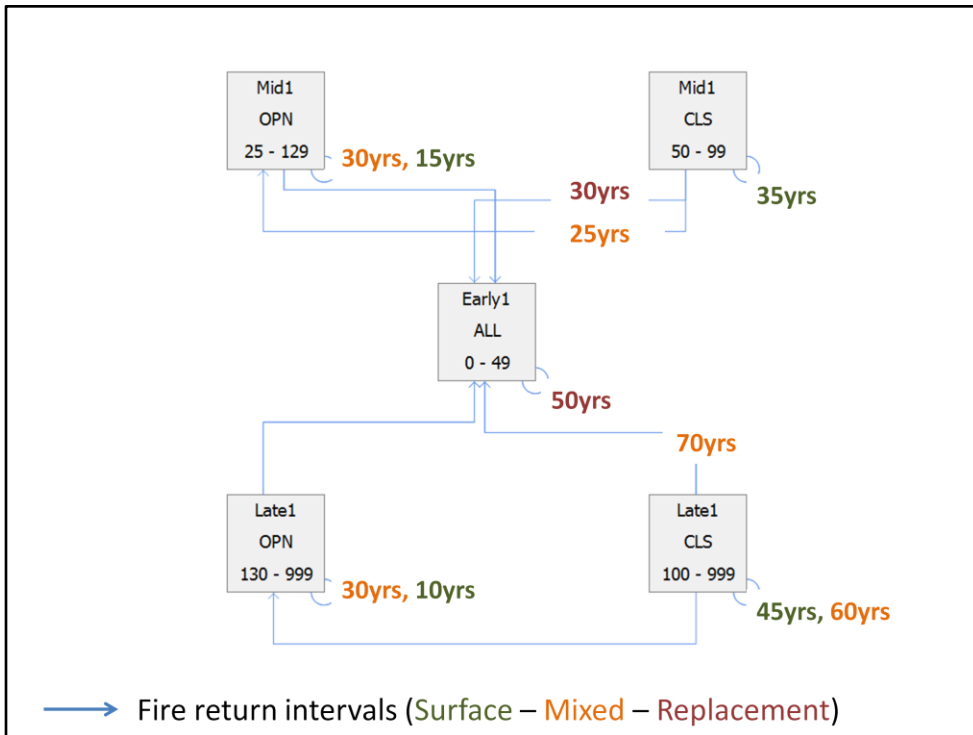 Mid1
OPN
25 - 129
30yrs, 15yrs
Mid1
CLS
50 - 99
35yrs
30yrs
25yrs
Early1
ALL
0 - 49
50yrs
70yrs
Late1
OPN
130 - 999
30yrs, 10yrs
Late1
CLS
100 - 999
45yrs, 60yrs
Fire return intervals (Surface – Mixed – Replacement)